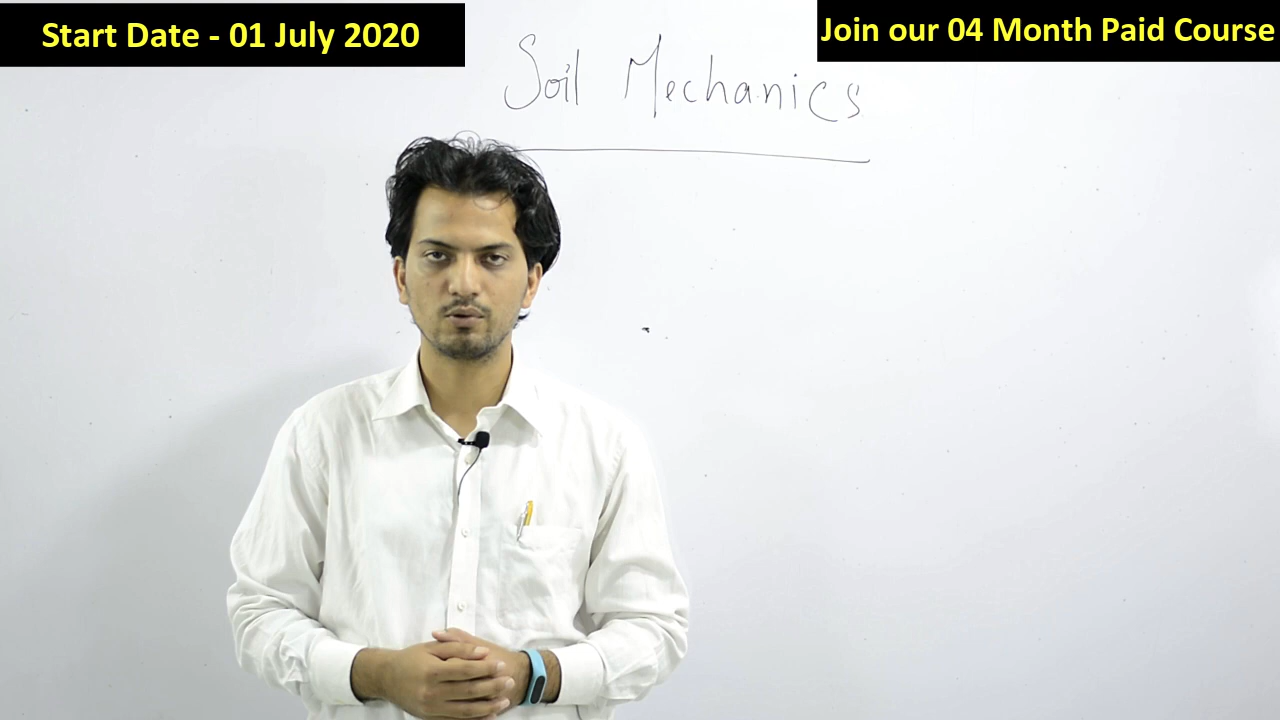 Start Date - 01 July 2020
Join our 04 Month Paid Course
Soil Mechanics